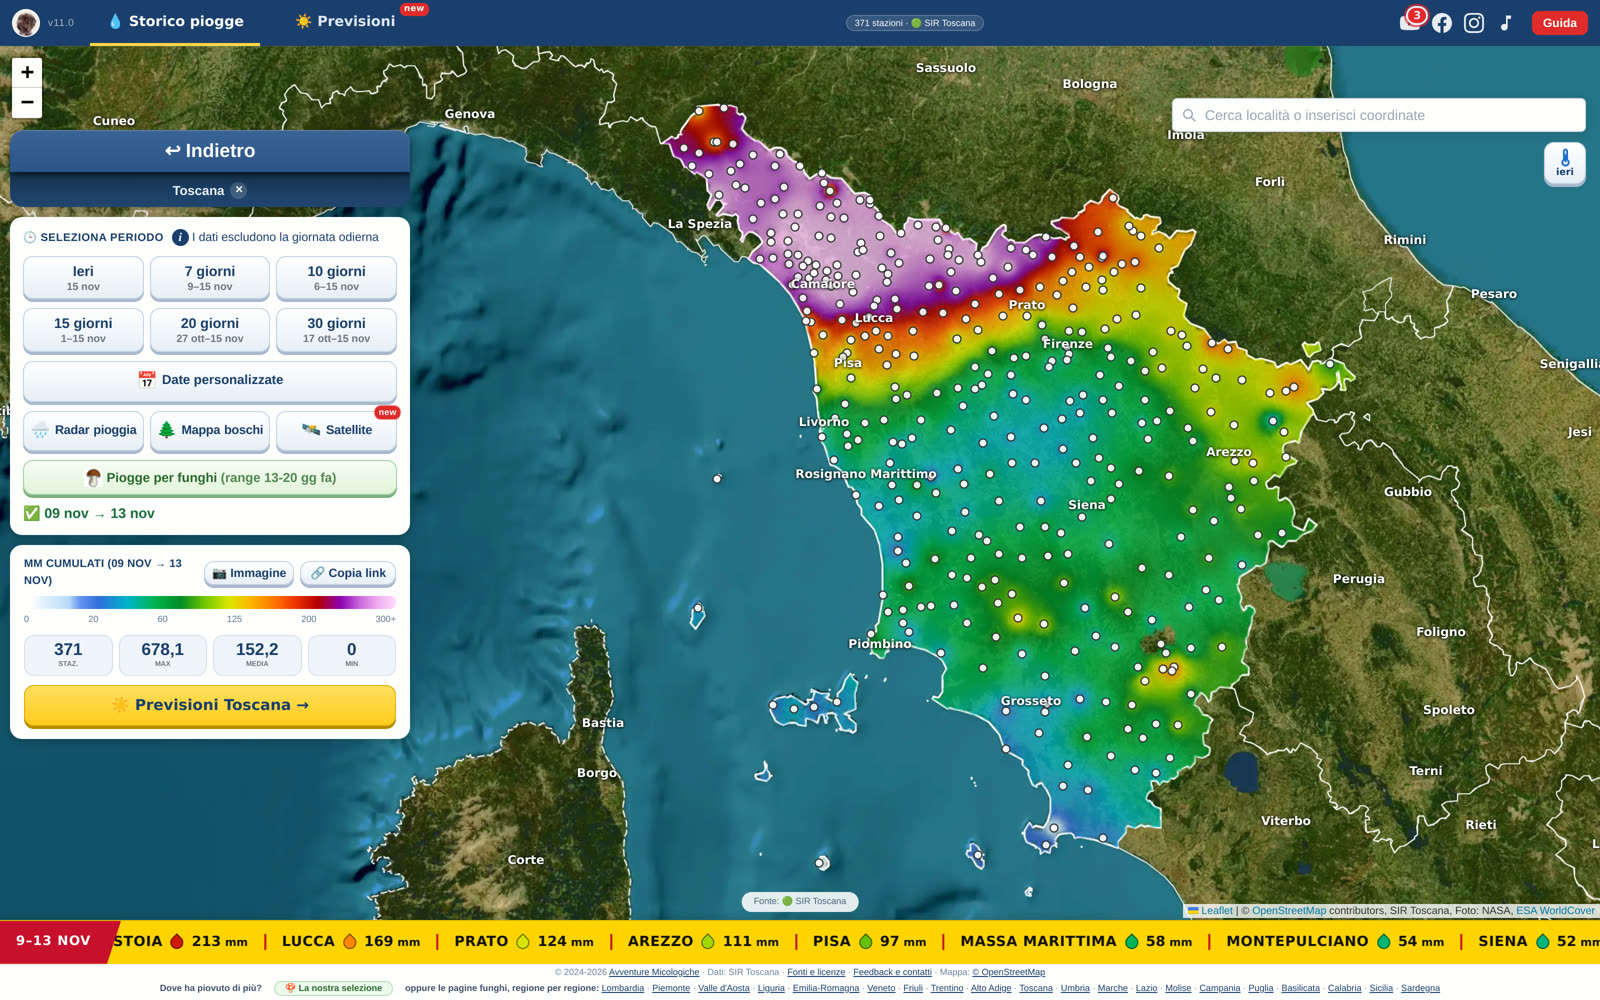 v11.0
💧 Storico piogge
☀️ Previsioni
new
371 stazioni · 🟢 SIR Toscana
3
Guida
+
−
Cerca località o inserisci coordinate
ieri
↩ Indietro
Toscana ✕
🕒 SELEZIONA PERIODO i I dati escludono la giornata odierna
Ieri
15 nov
7 giorni
9–15 nov
10 giorni
6–15 nov
15 giorni
1–15 nov
20 giorni
27 ott–15 nov
30 giorni
17 ott–15 nov
📅 Date personalizzate
🌧️ Radar pioggia
🌲 Mappa boschi
🛰️ Satellite
new
🍄 Piogge per funghi (range 13-20 gg fa)
✅ 09 nov → 13 nov
MM CUMULATI (09 NOV → 13
NOV)
📷 Immagine
🔗 Copia link
0 20 60 125 200 300+
371
STAZ.
678,1
MAX
152,2
MEDIA
0
MIN
☀️ Previsioni Toscana →
Sassuolo
Bologna
Genova
Cuneo
Imola
Forlì
La Spezia
Rimini
Camaiore
Pesaro
Prato
Lucca
Firenze
Pisa
Senigallia
Livorno
Jesi
Arezzo
Rosignano Marittimo
Gubbio
Siena
Perugia
Foligno
Piombino
Grosseto
Spoleto
Bastia
Borgo
Terni
Viterbo
Rieti
Corte
Fonte: 🟢 SIR Toscana
Leaflet | © OpenStreetMap contributors, SIR Toscana, Foto: NASA, ESA WorldCover
9–13 NOV
STOIA 213 mm | LUCCA 169 mm | PRATO 124 mm | AREZZO 111 mm | PISA 97 mm | MASSA MARITTIMA 58 mm | MONTEPULCIANO 54 mm | SIENA 52 mm
© 2024-2026 Avventure Micologiche · Dati: SIR Toscana · Fonti e licenze · Feedback e contatti · Mappa: © OpenStreetMap
Dove ha piovuto di più? 🍄 La nostra selezione oppure le pagine funghi, regione per regione: Lombardia · Piemonte · Valle d'Aosta · Liguria · Emilia-Romagna · Veneto · Friuli · Trentino · Alto Adige · Toscana · Umbria · Marche · Lazio · Molise · Campania · Puglia · Basilicata · Calabria · Sicilia · Sardegna